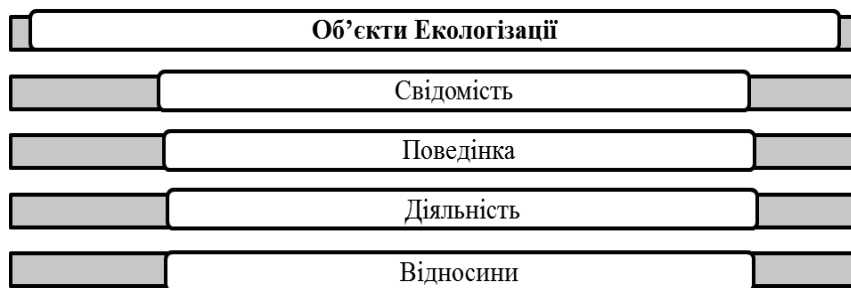 Об’єкти Екологізації
Свідомість
Поведінка
Діяльність
Відносини